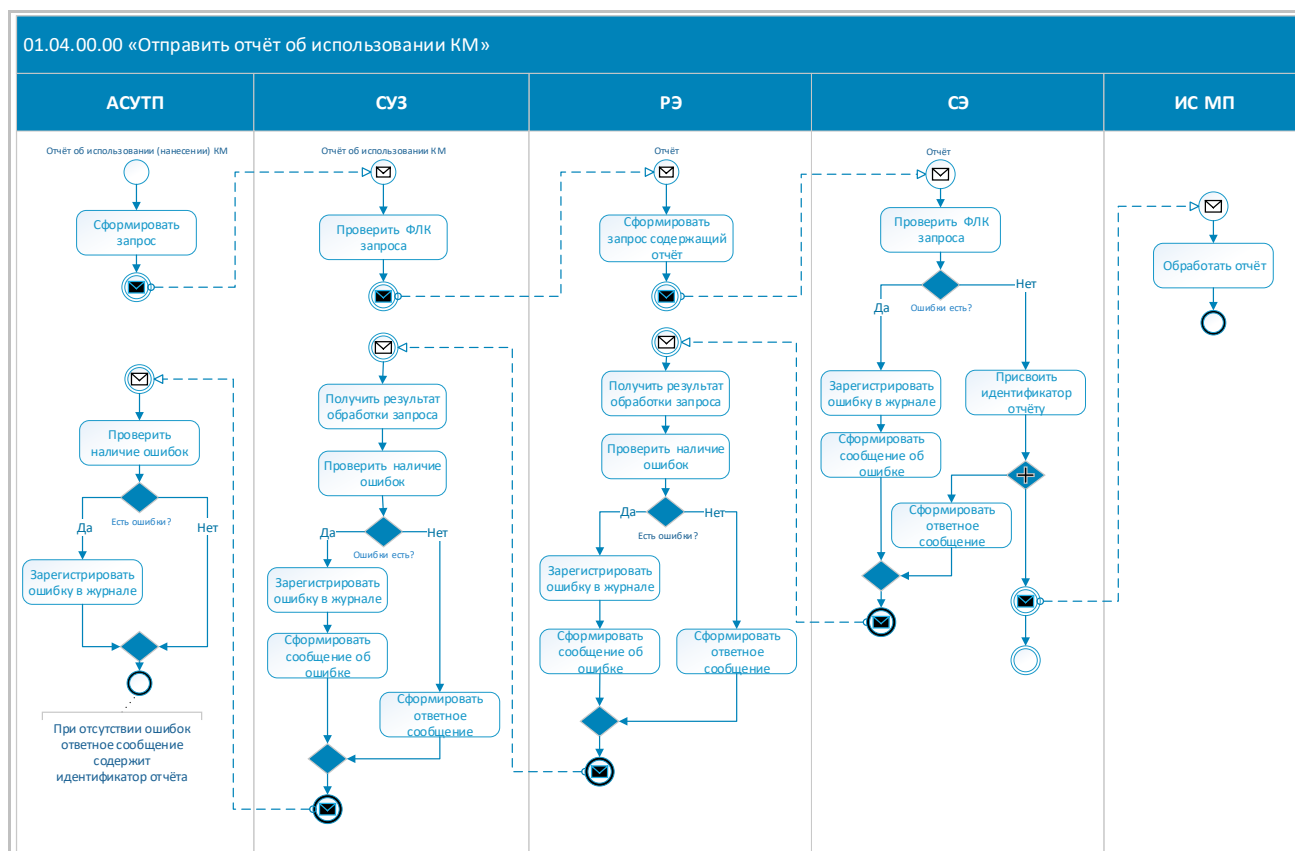 01.04.00.00 «Отправить отчёт об использовании КМ»
АСУТП
СУЗ
РЭ
СЭ
ИС МП
Отчёт об использовании (нанесении) КМ
Сформировать
запрос
Проверить
наличие ошибок
Есть ошибки?
Да
Нет
Зарегистрировать
ошибку в журнале
При отсутствии ошибок
ответное сообщение
содержит
идентификатор отчёта
Отчёт об использовании КМ
Проверить ФЛК
запроса
Получить результат
обработки запроса
Проверить наличие
ошибок
Да
Нет
Ошибки есть?
Зарегистрировать
ошибку в журнале
Сформировать
сообщение об
ошибке
Сформировать
ответное
сообщение
Отчёт
Сформировать
запрос содержащий
отчёт
Получить результат
обработки запроса
Проверить наличие
ошибок
Да
Нет
Есть ошибки?
Зарегистрировать
ошибку в журнале
Сформировать
сообщение об
ошибке
Сформировать
ответное
сообщение
Отчёт
Проверить ФЛК
запроса
Нет
Да
Ошибки есть?
Зарегистрировать
ошибку в журнале
Присвоить
идентификатор
отчёту
Сформировать
сообщение об
ошибке
Сформировать
ответное
сообщение
Обработать отчёт